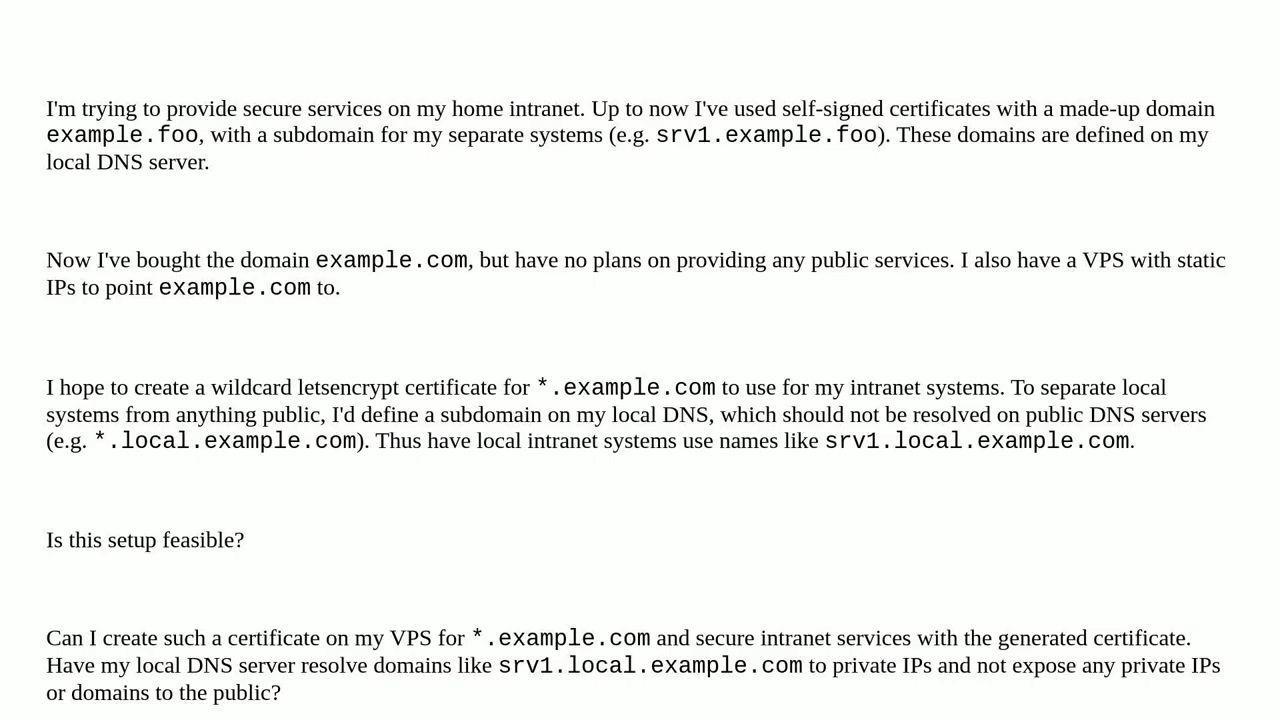 I'm trying to provide secure services on my home intranet. Up to now I've used self-signed certificates with a made-up domain
example.foo, with a subdomain for my separate systems (e.g. srv1.example.foo). These domains are defined on my
local DNS server.
Now I've bought the domain example.com, but have no plans on providing any public services. I also have a VPS with static
IPs to point example.com to.
I hope to create a wildcard letsencrypt certificate for *.example.com to use for my intranet systems. To separate local
systems from anything public, I'd define a subdomain on my local DNS, which should not be resolved on public DNS servers
(e.g. *.local.example.com). Thus have local intranet systems use names like srv1.local.example.com.
Is this setup feasible?
Can I create such a certificate on my VPS for *.example.com and secure intranet services with the generated certificate.
Have my local DNS server resolve domains like srv1.local.example.com to private IPs and not expose any private IPs
or domains to the public?